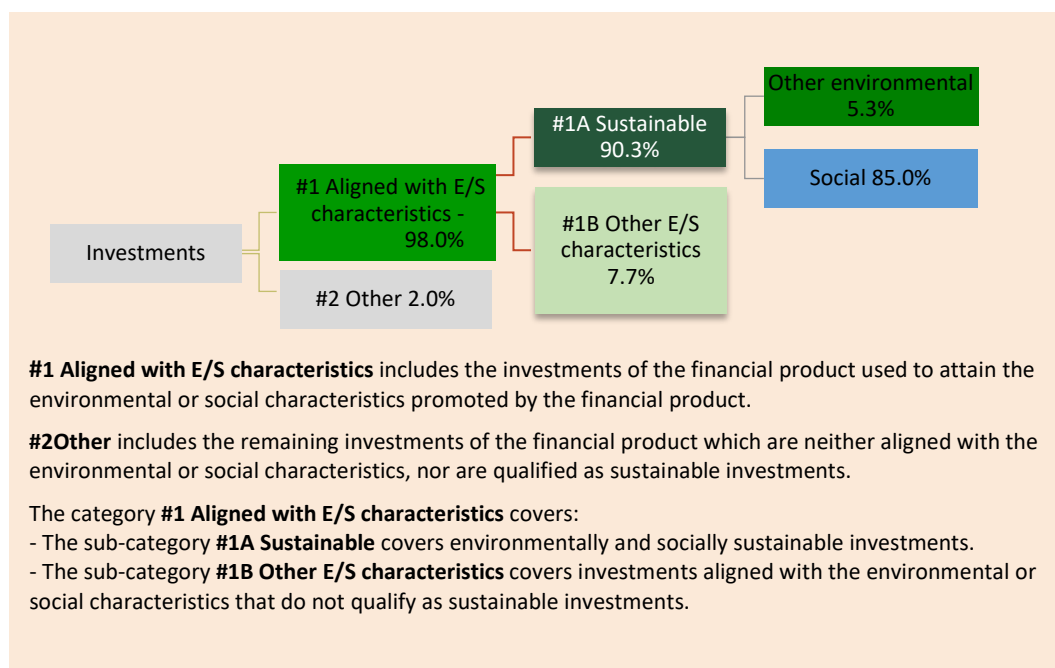 Investments
#1 Aligned with E/S
characteristics -
98.0%
#2 Other 2.0%
#1A Sustainable
90.3%
#1B Other E/S
characteristics
7.7%
Other environmental
5.3%
Social 85.0%
#1 Aligned with E/S characteristics includes the investments of the financial product used to attain the
environmental or social characteristics promoted by the financial product.
#2Other includes the remaining investments of the financial product which are neither aligned with the
environmental or social characteristics, nor are qualified as sustainable investments.
The category #1 Aligned with E/S characteristics covers:
- The sub-category #1A Sustainable covers environmentally and socially sustainable investments.
- The sub-category #1B Other E/S characteristics covers investments aligned with the environmental or
social characteristics that do not qualify as sustainable investments.